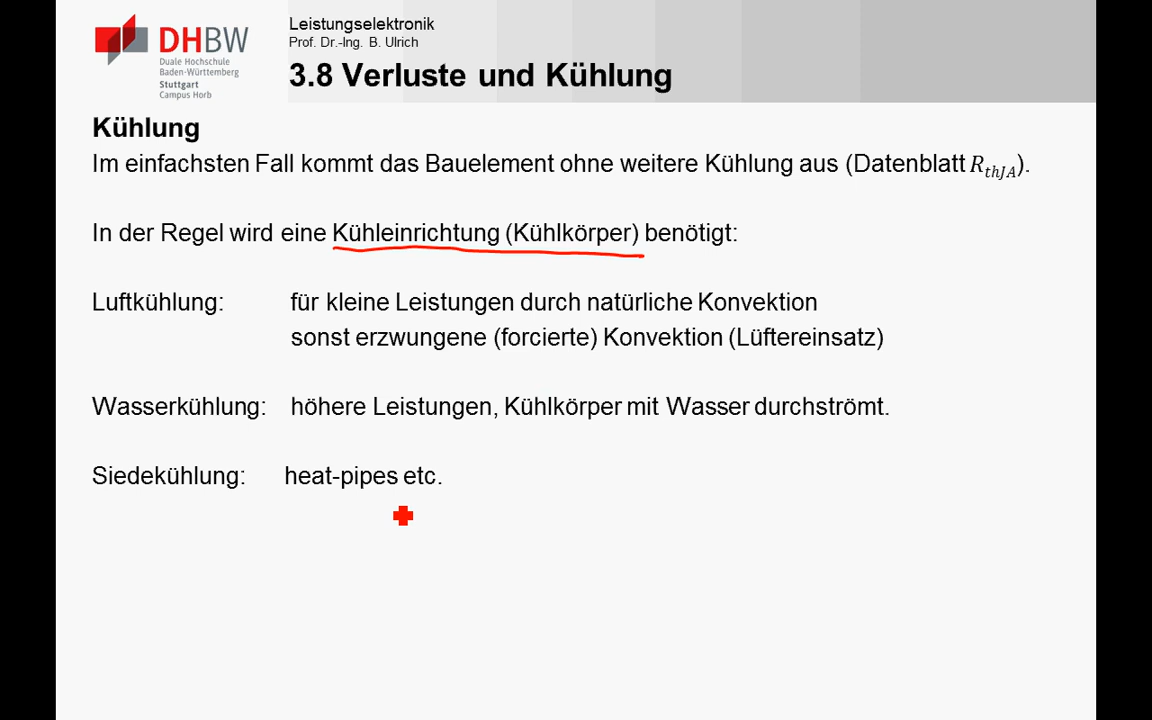 DHBW
Duale Hochschule
Baden-Württemberg
Stuttgart
Campus Horb
Leistungselektronik
Prof. Dr.-Ing. B. Ulrich
3.8 Verluste und Kühlung
Kühlung
Im einfachsten Fall kommt das Bauelement ohne weitere Kühlung aus (Datenblatt R_thJA).
In der Regel wird eine Kühleinrichtung (Kühlkörper) benötigt:
Luftkühlung: für kleine Leistungen durch natürliche Konvektion
sonst erzwungene (forcierte) Konvektion (Lüftereinsatz)
Wasserkühlung: höhere Leistungen, Kühlkörper mit Wasser durchströmt.
Siedekühlung: heat-pipes etc.